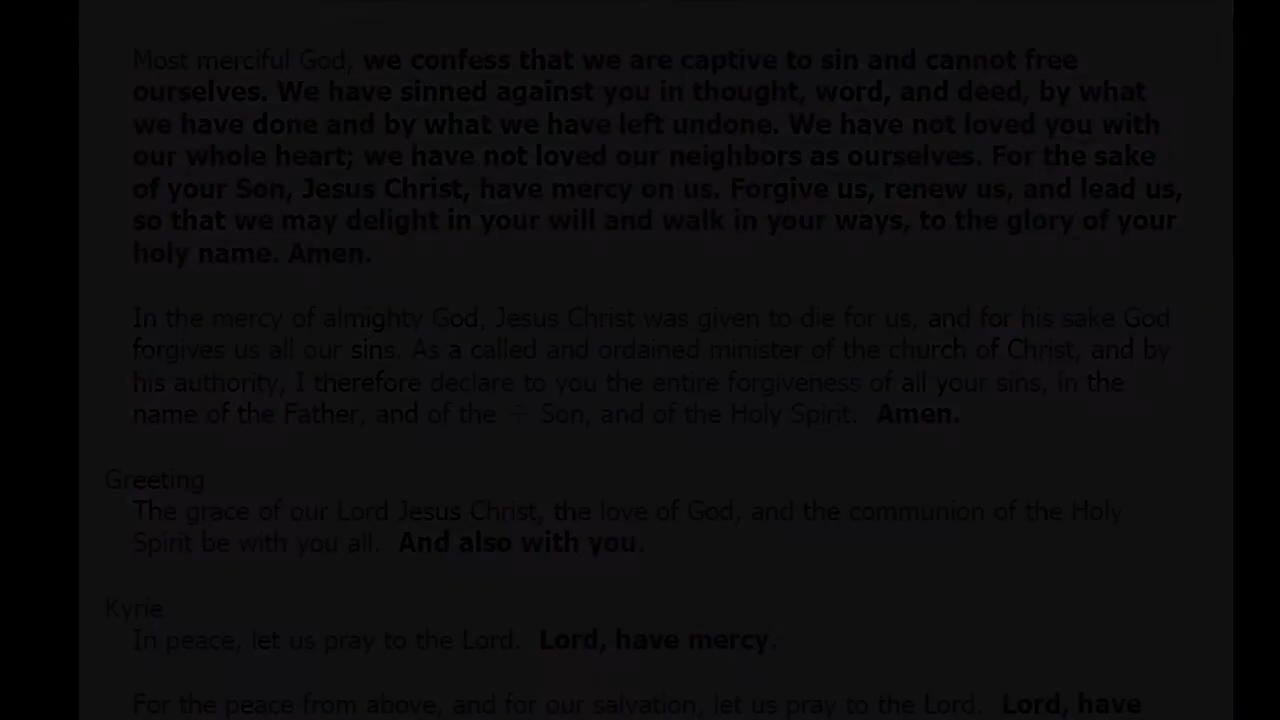 Most merciful God, we confess that we are captive to sin and cannot free
ourselves. We have sinned against you in thought, word, and deed, by what
we have done and by what we have left undone. We have not loved you with
our whole heart; we have not loved our neighbors as ourselves. For the sake
of your Son, Jesus Christ, have mercy on us. Forgive us, renew us, and lead us,
so that we may delight in your will and walk in your ways, to the glory of your
holy name. Amen.
In the mercy of almighty God, Jesus Christ was given to die for us, and for his sake God
forgives us all our sins. As a called and ordained minister of the church of Christ, and by
his authority, I therefore declare to you the entire forgiveness of all your sins, in the
name of the Father, and of the Son, and of the Holy Spirit. Amen.
Greeting
The grace of our Lord Jesus Christ, the love of God, and the communion of the Holy
Spirit be with you all. And also with you.
Kyrie
In peace, let us pray to the Lord. Lord, have mercy.
For the peace from above, and for our salvation, let us pray to the Lord. Lord, have